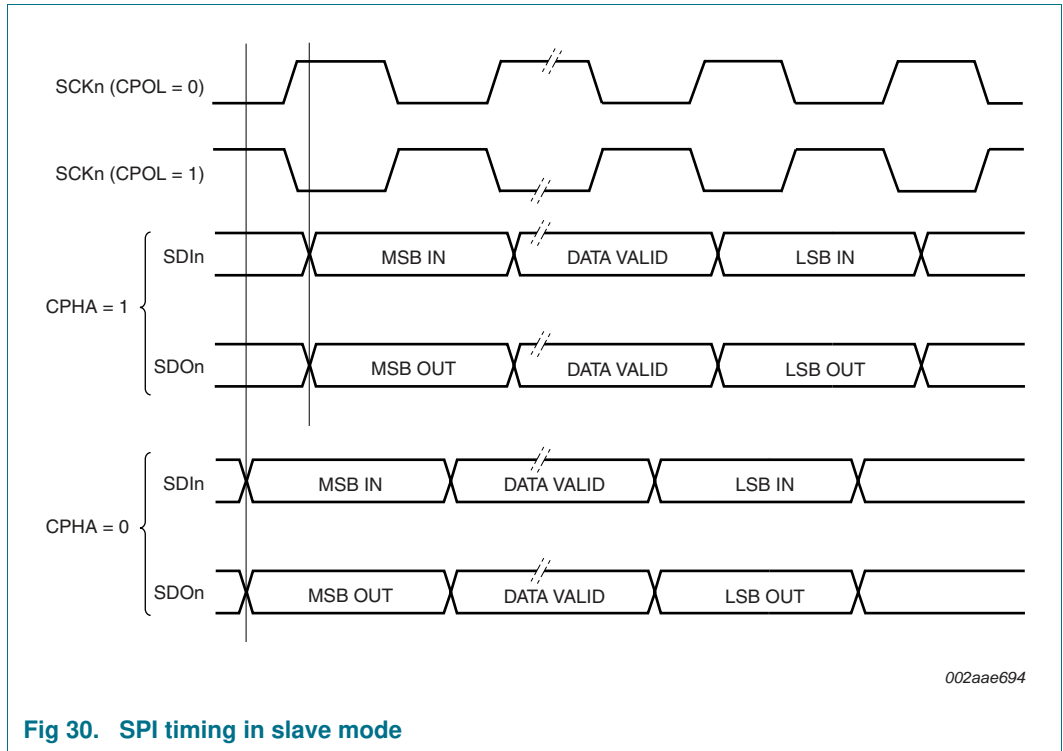 SCKn (CPOL = 0)
SCKn (CPOL = 1)
CPHA = 1
SDIn
MSB IN
DATA VALID
LSB IN
SDOn
MSB OUT
DATA VALID
LSB OUT
CPHA = 0
SDIn
MSB IN
DATA VALID
LSB IN
SDOn
MSB OUT
DATA VALID
LSB OUT
002aae694
Fig 30. SPI timing in slave mode